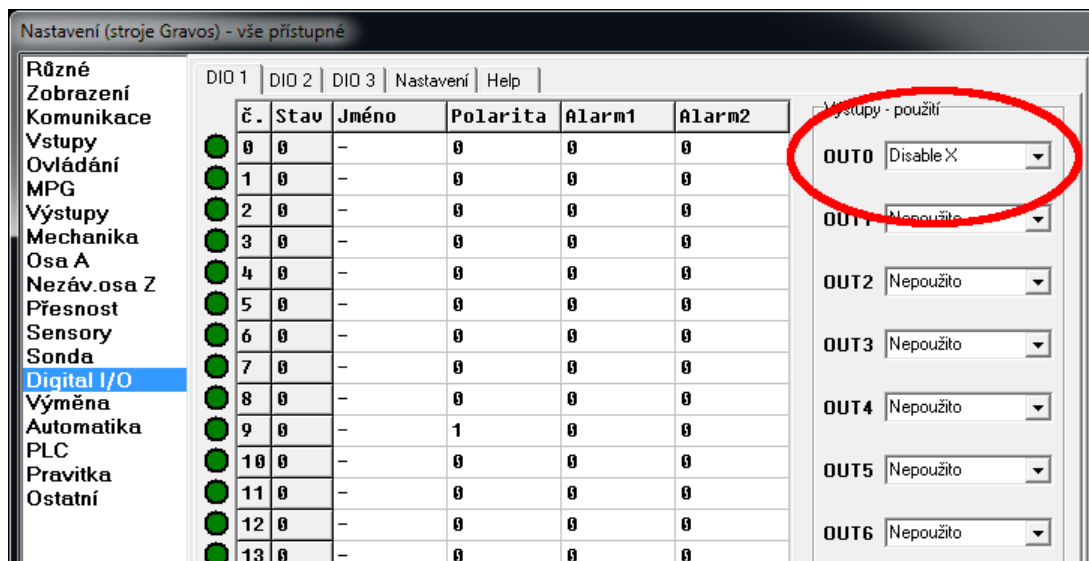 Nastavení (stroje Gravos) - vše přístupné
Různé
Zobrazení
Komunikace
Vstupy
Ovládání
MPG
Výstupy
Mechanika
Osa A
Nezáv.osa Z
Přesnost
Sensory
Sonda
Digital I/O
Výměna
Automatika
PLC
Pravítka
Ostatní
DIO 1 DIO 2 DIO 3 Nastavení Help
č. Stav Jméno Polarita Alarm1 Alarm2
0 0 - 0 0 0
1 0 - 0 0 0
2 0 - 0 0 0
3 0 - 0 0 0
4 0 - 0 0 0
5 0 - 0 0 0
6 0 - 0 0 0
7 0 - 0 0 0
8 0 - 0 0 0
9 0 - 1 0 0
10 0 - 0 0 0
11 0 - 0 0 0
12 0 - 0 0 0
13 0 - 0 0 0
Výstupy - použití
OUT0 Disable X
OUT1 Nepoužito
OUT2 Nepoužito
OUT3 Nepoužito
OUT4 Nepoužito
OUT5 Nepoužito
OUT6 Nepoužito